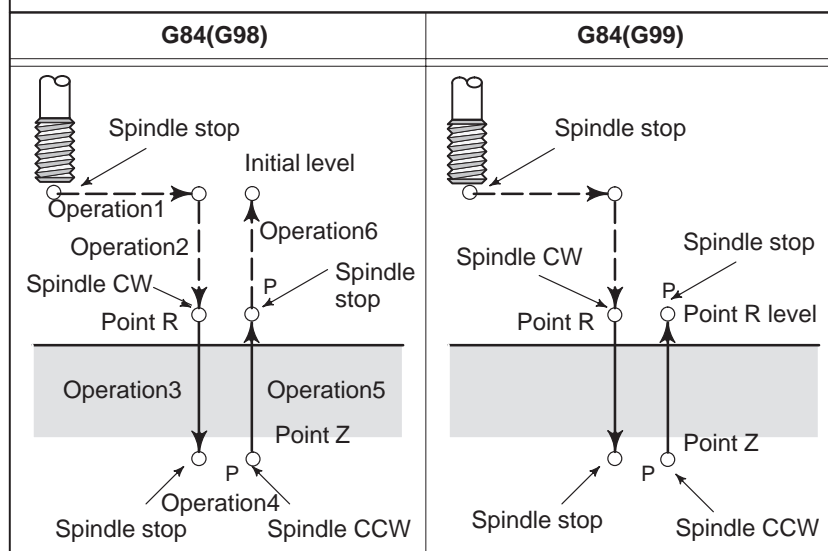 G84(G98)
G84(G99)
Spindle stop
Initial level
Operation1
Operation2
Operation6
Spindle CW
P
Spindle
stop
Point R
Operation3
Operation5
Point Z
P
Operation4
Spindle stop
Spindle CCW
Spindle stop
Spindle CW
Spindle stop
P
Point R
Point R level
Point Z
P
Spindle stop
Spindle CCW